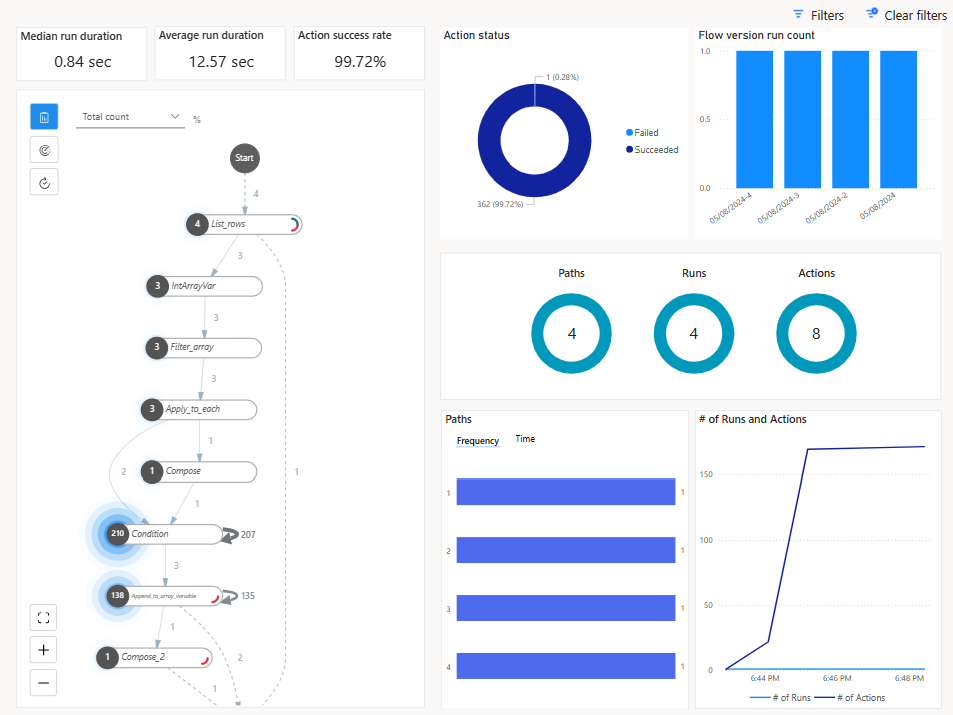 Filters
Clear filters
Median run duration
0.84 sec
Average run duration
12.57 sec
Action success rate
99.72%
Total count
%
Start
4
4 List_rows
3
3 IntArrayVar
3
3 Filter_array
3
3 Apply_to_each
1
2
1 Compose
1
1
210 Condition
207
3
138 Append_to_array_variable
135
1
1 Compose_2
2
1
Action status
1 (0.28%)
362 (99.72%)
Failed
Succeeded
Flow version run count
1.0
0.5
0.0
05/08/2024-4
05/08/2024-3
05/08/2024-2
05/08/2024
Paths
Runs
Actions
4
4
8
Paths
Frequency
Time
1
1
2
1
3
1
4
1
# of Runs and Actions
150
100
50
0
6:44 PM
6:46 PM
6:48 PM
# of Runs
# of Actions